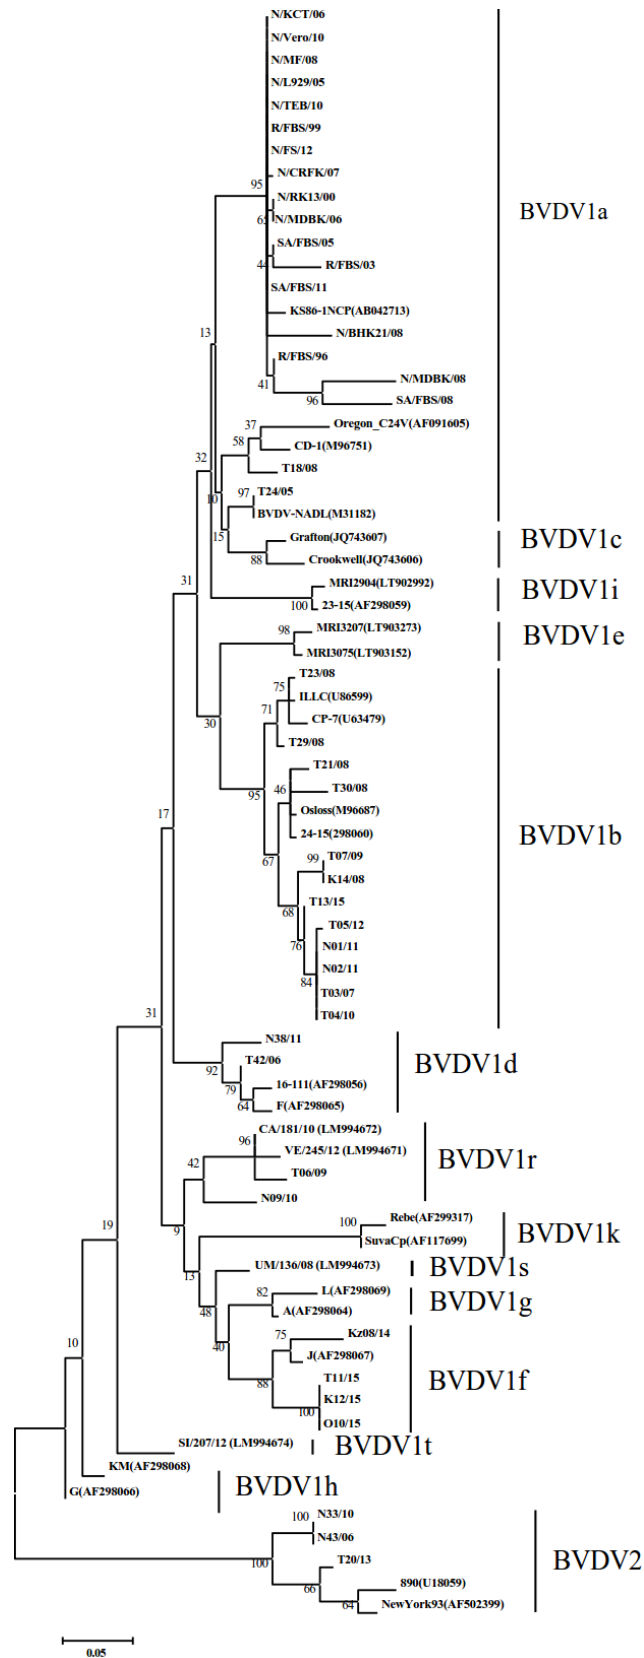 N/KCT/06
N/Vero/10
N/MF/08
N/L929/05
N/TEB/10
R/FBS/99
N/FS/12
N/CRFK/07
95
N/RK13/00
65
N/MDBK/06
BVDV1a
SA/FBS/05
44
R/FBS/03
SA/FBS/11
KS86-1NCP(AB042713)
13
N/BHK21/08
R/FBS/96
41
N/MDBK/08
96
SA/FBS/08
37
Oregon_C24V(AF091605)
58
CD-1(M96751)
32
T18/08
10
97
T24/05
BVDV-NADL(M31182)
15
Grafton(JQ743607)
BVDV1c
88
Crookwell(JQ743606)
31
MRI2904(LT902992)
BVDV1i
100
23-15(AF298059)
98
MRI3207(LT903273)
BVDV1e
MRI3075(LT903152)
T23/08
75
ILLC(U86599)
30
71
CP-7(U63479)
T29/08
T21/08
95
46
T30/08
Osloss(M96687)
17
24-15(298060)
BVDV1b
67
99
T07/09
K14/08
T13/15
68
T05/12
76
N01/11
N02/11
84
T03/07
T04/10
31
N38/11
T42/06
92
BVDV1d
16-111(AF298056)
79
64
F(AF298065)
CA/181/10 (LM994672)
96
VE/245/12 (LM994671)
BVDV1r
42
T06/09
N09/10
9
Rebe(AF299317)
100
BVDV1k
19
SuvaCp(AF117699)
UM/136/08 (LM994673)
BVDV1s
13
82
L(AF298069)
BVDV1g
48
A(AF298064)
40
Kz08/14
75
J(AF298067)
10
T11/15
BVDV1f
88
K12/15
100
O10/15
SI/207/12 (LM994674)
BVDV1t
KM(AF298068)
BVDV1h
G(AF298066)
N33/10
100
N43/06
100
T20/13
BVDV2
66
890(U18059)
64
NewYork93(AF502399)
0.05